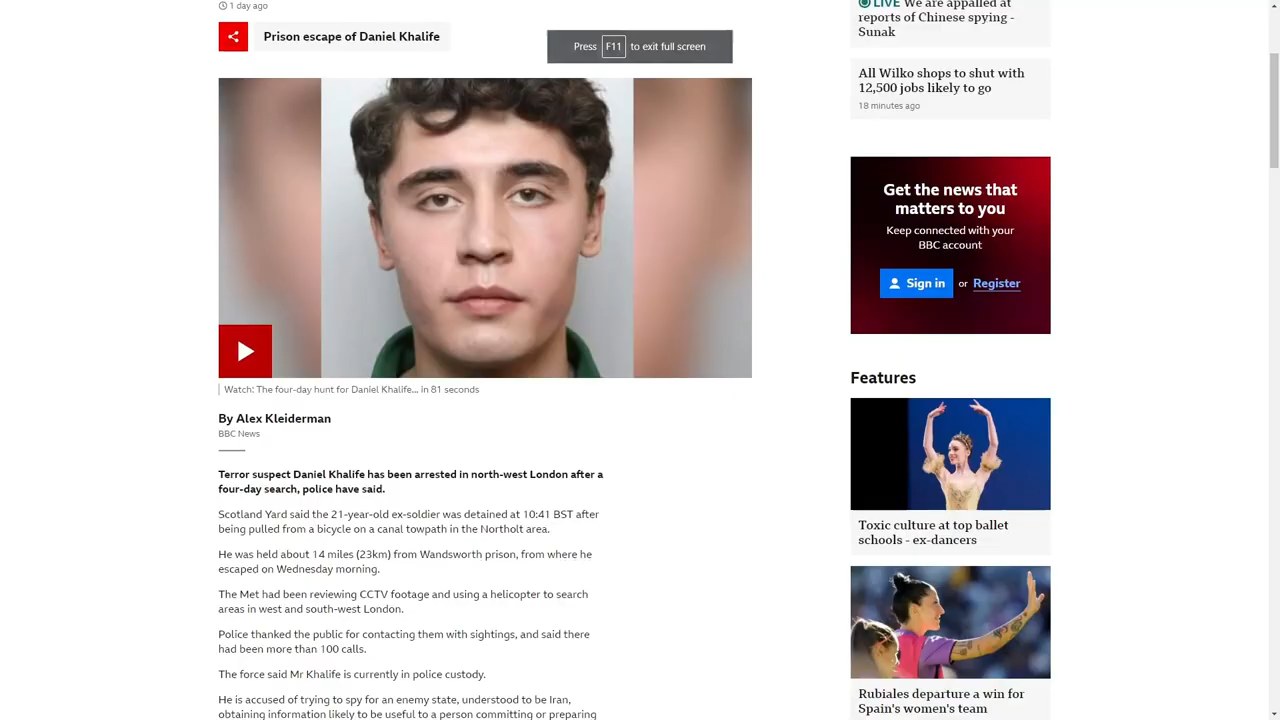 1 day ago
Prison escape of Daniel Khalife
Press F11 to exit full screen
Watch: The four-day hunt for Daniel Khalife... in 81 seconds
By Alex Kleiderman
BBC News
Terror suspect Daniel Khalife has been arrested in north-west London after a
four-day search, police have said.
Scotland Yard said the 21-year-old ex-soldier was detained at 10:41 BST after
being pulled from a bicycle on a canal towpath in the Northolt area.
He was held about 14 miles (23km) from Wandsworth prison, from where he
escaped on Wednesday morning.
The Met had been reviewing CCTV footage and using a helicopter to search
areas in west and south-west London.
Police thanked the public for contacting them with sightings, and said there
had been more than 100 calls.
The force said Mr Khalife is currently in police custody.
He is accused of trying to spy for an enemy state, understood to be Iran,
obtaining information likely to be useful to a person committing or preparing
LIVE We are appalled at
reports of Chinese spying -
Sunak
All Wilko shops to shut with
12,500 jobs likely to go
18 minutes ago
Get the news that
matters to you
Keep connected with your
BBC account
Sign in or Register
Features
Toxic culture at top ballet
schools - ex-dancers
Rubiales departure a win for
Spain's women's team